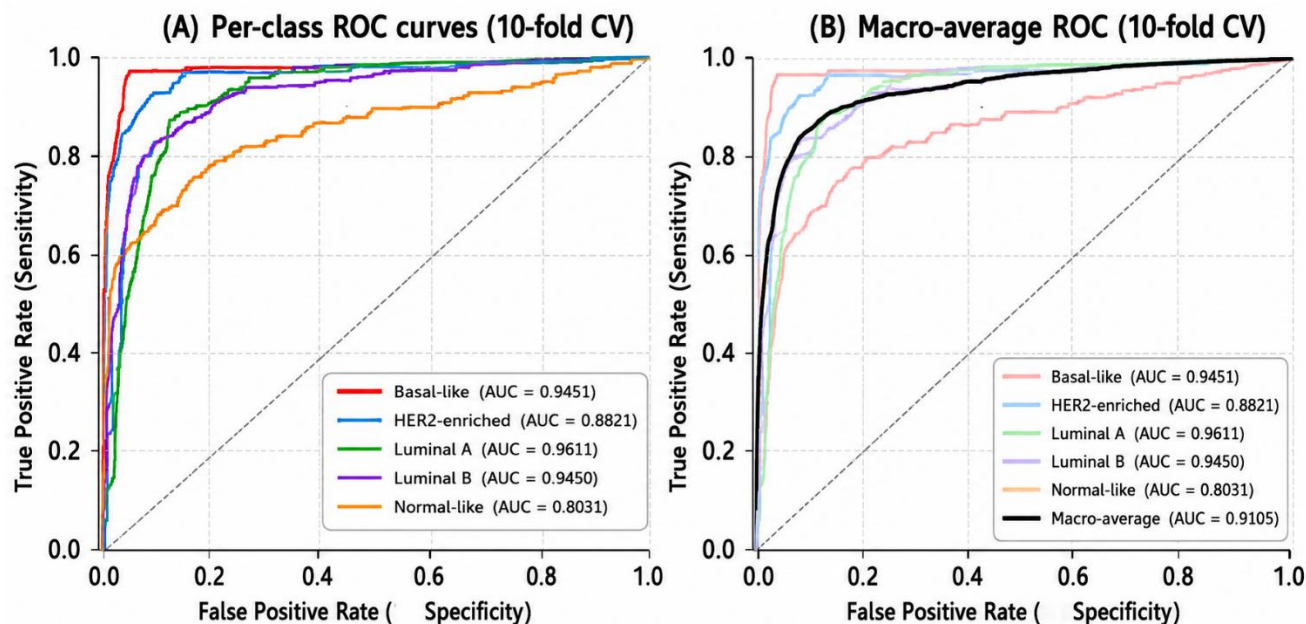 (A) Per-class ROC curves (10-fold CV)
1.0
0.8
0.6
0.4
0.2
0.0
True Positive Rate (Sensitivity)
Basal-like (AUC = 0.9451)
HER2-enriched (AUC = 0.8821)
Luminal A (AUC = 0.9611)
Luminal B (AUC = 0.9450)
Normal-like (AUC = 0.8031)
0.0 0.2 0.4 0.6 0.8 1.0
False Positive Rate ( Specificity)
(B) Macro-average ROC (10-fold CV)
1.0
0.8
0.6
0.4
0.2
0.0
True Positive Rate (Sensitivity)
Basal-like (AUC = 0.9451)
HER2-enriched (AUC = 0.8821)
Luminal A (AUC = 0.9611)
Luminal B (AUC = 0.9450)
Normal-like (AUC = 0.8031)
Macro-average (AUC = 0.9105)
0.0 0.2 0.4 0.6 0.8 1.0
False Positive Rate ( Specificity)